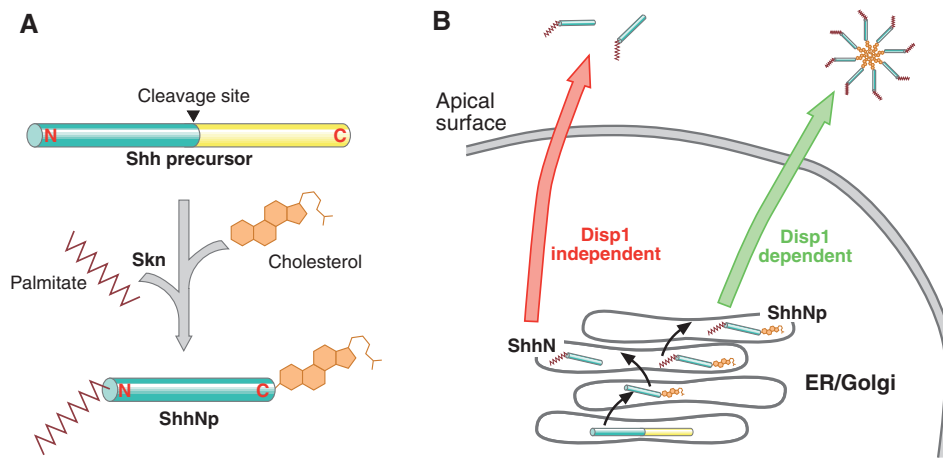 A
Cleavage site
N
C
Shh precursor
Skn
Palmitate
Cholesterol
N
C
ShhNp
B
Apical
surface
Disp1
independent
Disp1
dependent
ShhNp
ShhN
ER/Golgi